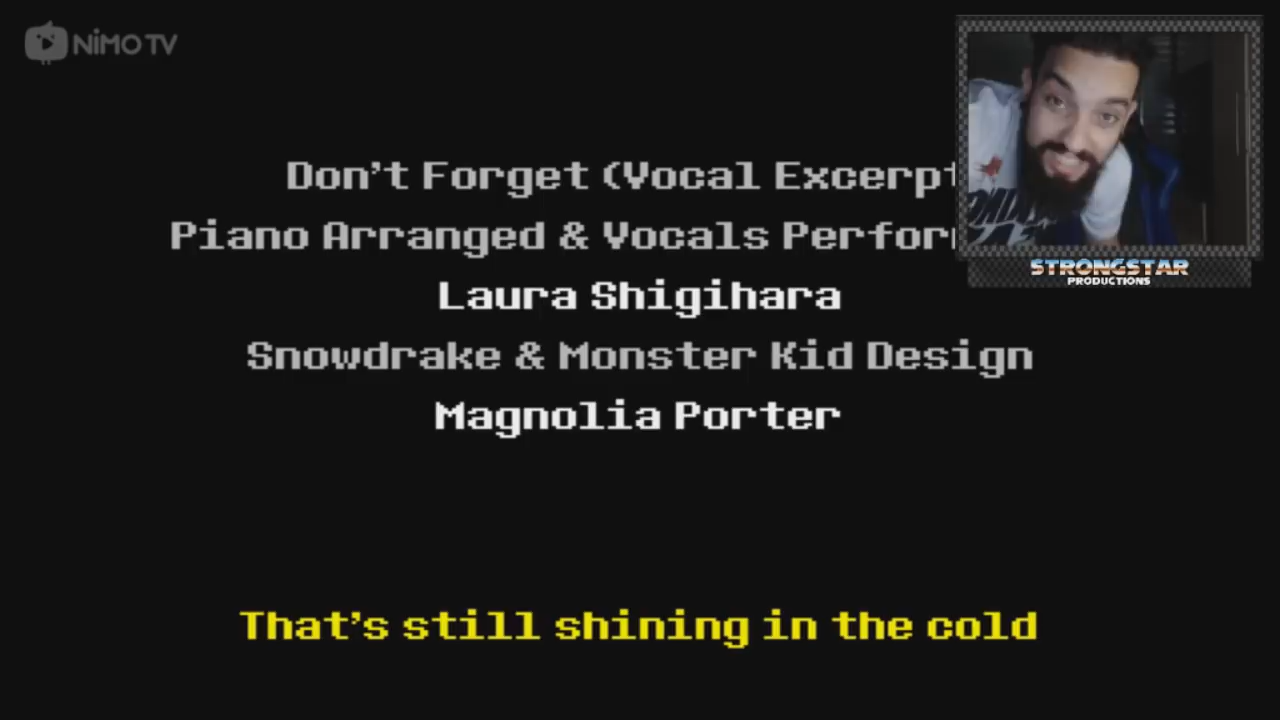 NiMO TV
Don't Forget (Vocal Excerpt
Piano Arranged & Vocals Perfor
Laura Shigihara
Snowdrake & Monster Kid Design
Magnolia Porter
STRONGSTAR
PRODUCTIONS
That's still shining in the cold